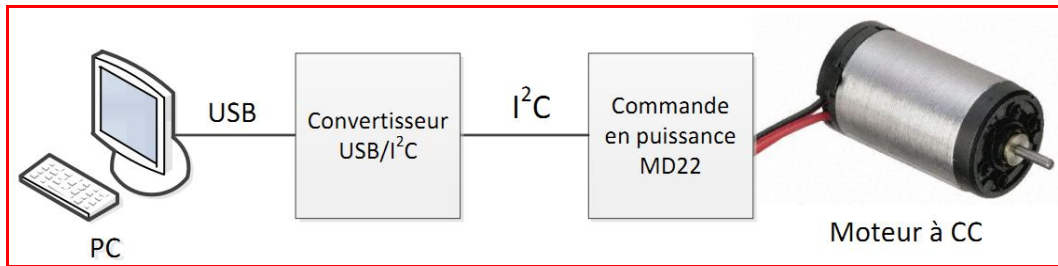 USB
Convertisseur
USB/I²C
I²C
Commande
en puissance
MD22
PC
Moteur à CC